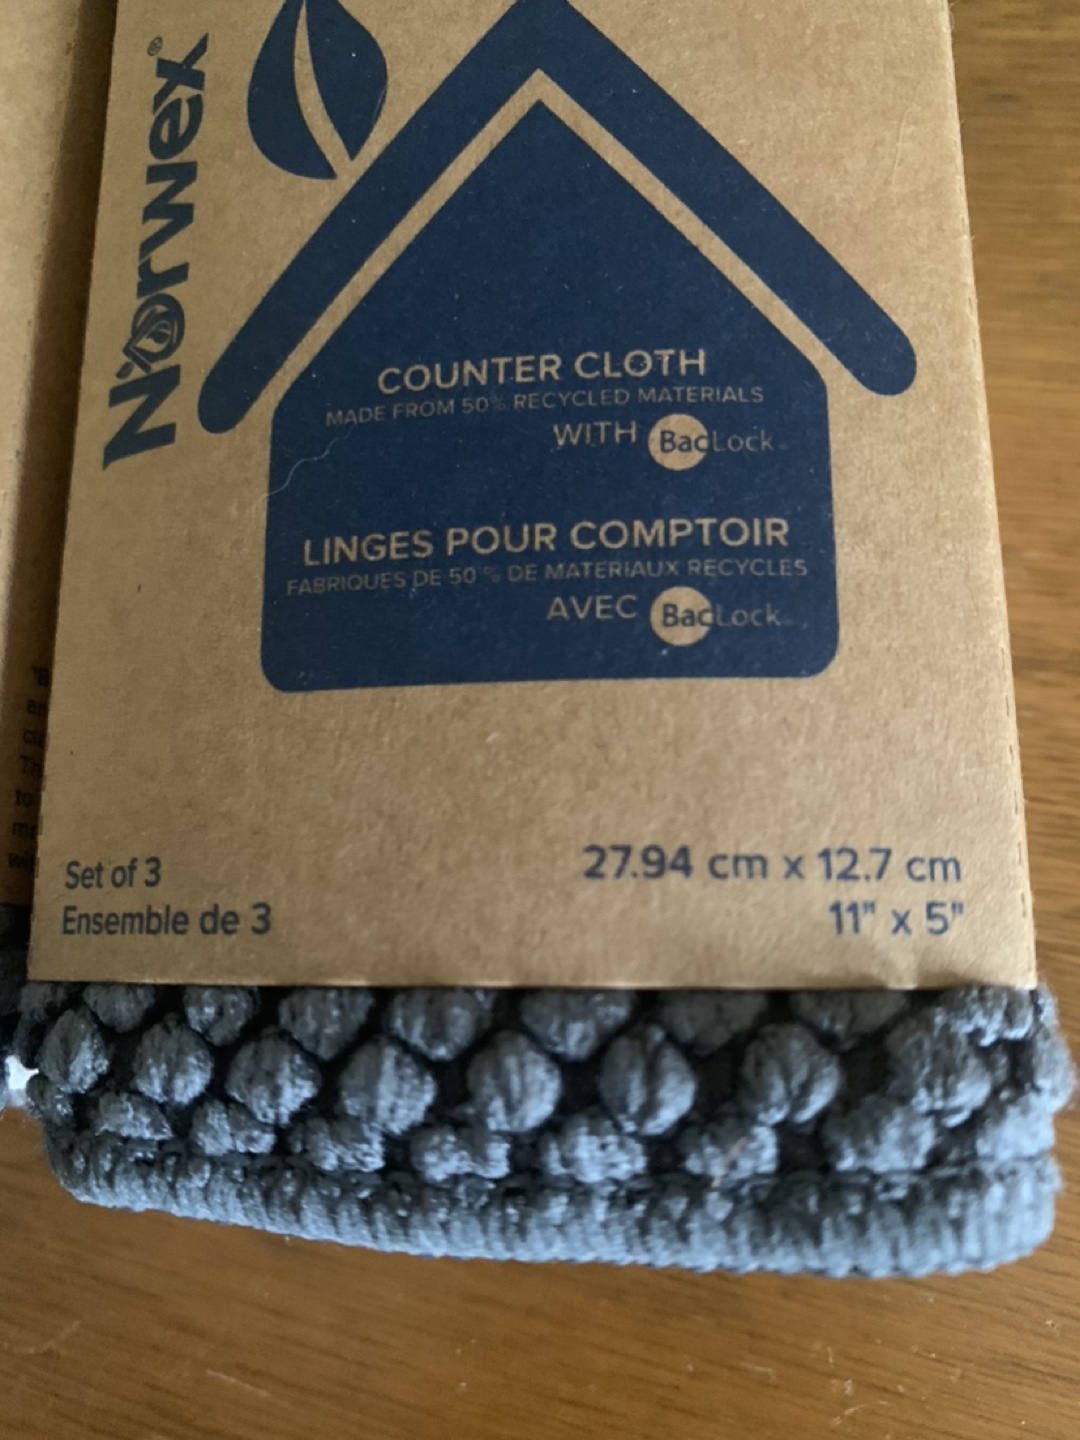 Norwex®
COUNTER CLOTH
MADE FROM 50% RECYCLED MATERIALS
WITH BacLock
LINGES POUR COMPTOIR
FABRIQUES DE 50 % DE MATERIAUX RECYCLES
AVEC BacLock
Set of 3
Ensemble de 3
27.94 cm x 12.7 cm
11" x 5"